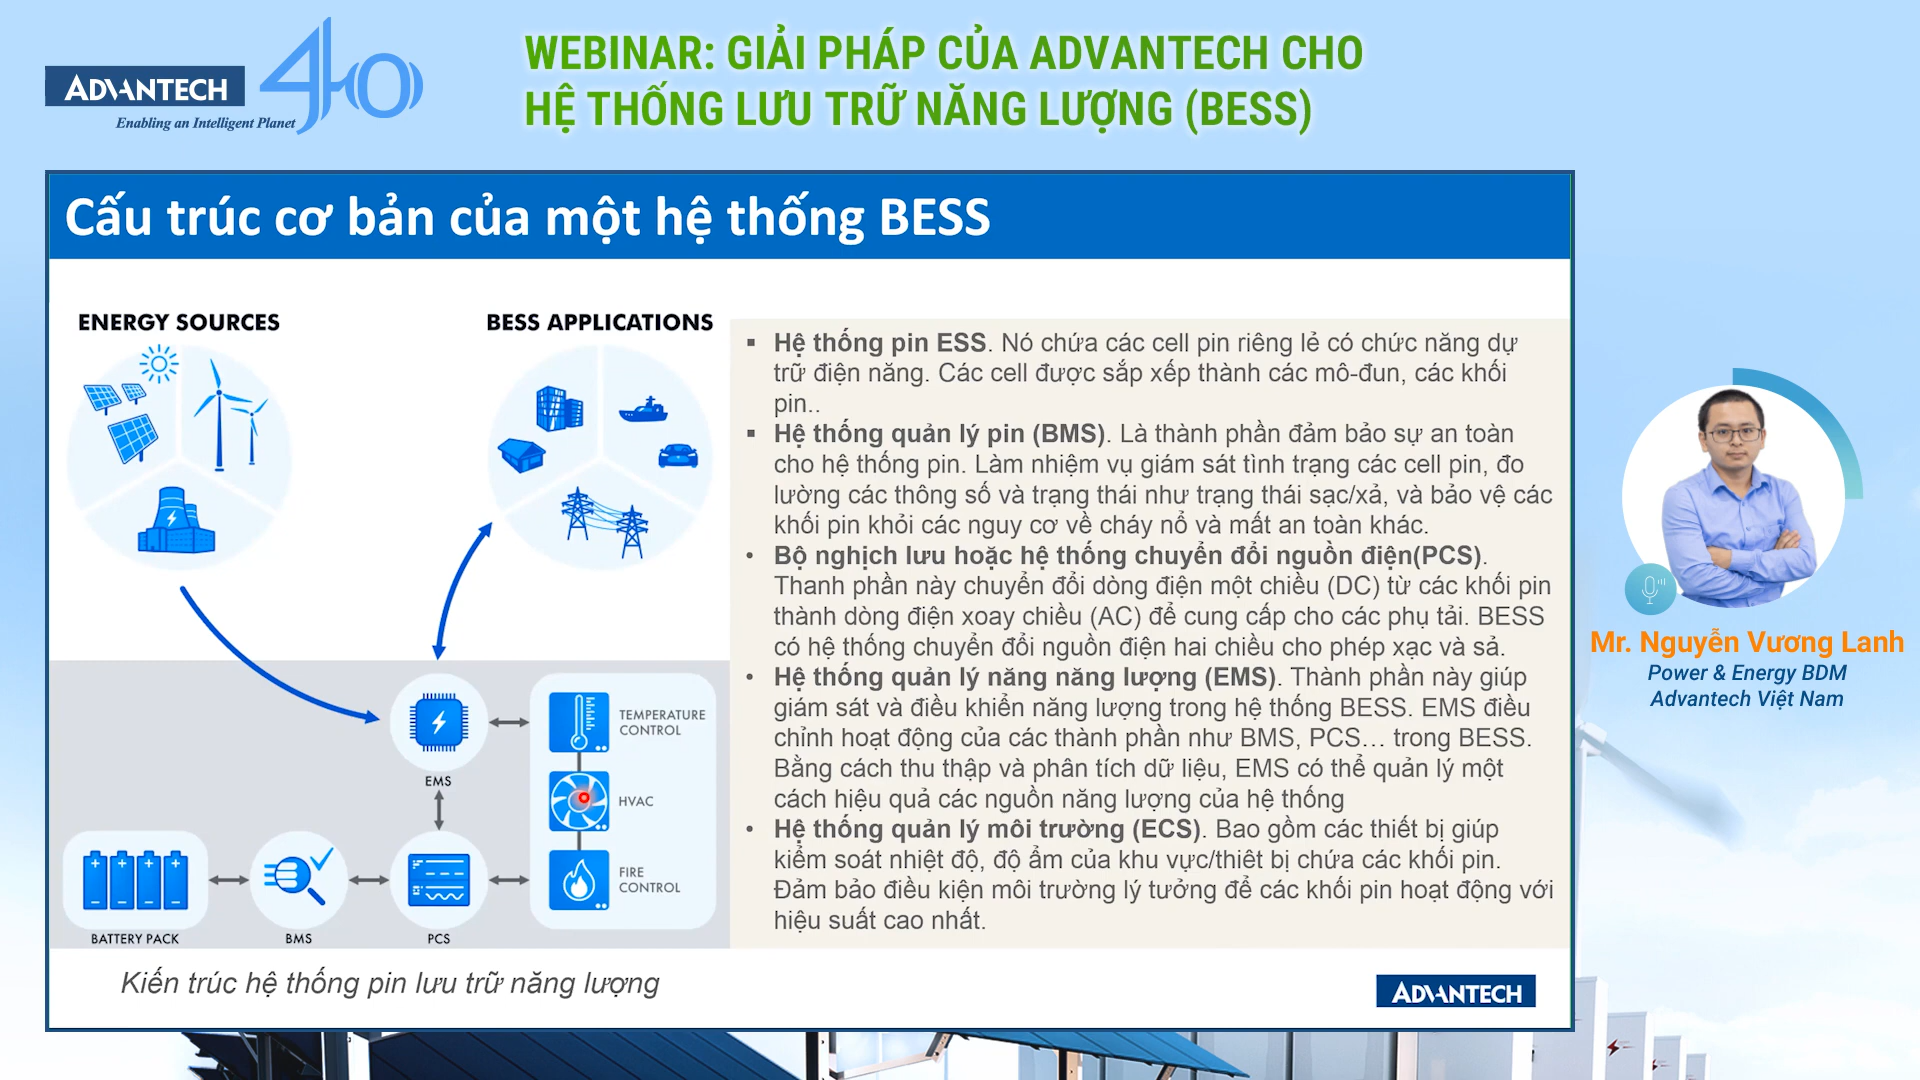 ADVANTECH
40
Enabling an Intelligent Planet
WEBINAR: GIẢI PHÁP CỦA ADVANTECH CHO
HỆ THỐNG LƯU TRỮ NĂNG LƯỢNG (BESS)
Cấu trúc cơ bản của một hệ thống BESS
ENERGY SOURCES
BESS APPLICATIONS
EMS
TEMPERATURE
CONTROL
HVAC
FIRE
CONTROL
BATTERY PACK
BMS
PCS
Kiến trúc hệ thống pin lưu trữ năng lượng
▪ Hệ thống pin ESS. Nó chứa các cell pin riêng lẻ có chức năng dự
trữ điện năng. Các cell được sắp xếp thành các mô-đun, các khối
pin..
▪ Hệ thống quản lý pin (BMS). Là thành phần đảm bảo sự an toàn
cho hệ thống pin. Làm nhiệm vụ giám sát tình trạng các cell pin, đo
lường các thông số và trạng thái như trạng thái sạc/xả, và bảo vệ các
khối pin khỏi các nguy cơ về cháy nổ và mất an toàn khác.
• Bộ nghịch lưu hoặc hệ thống chuyển đổi nguồn điện(PCS).
Thanh phần này chuyển đổi dòng điện một chiều (DC) từ các khối pin
thành dòng điện xoay chiều (AC) để cung cấp cho các phụ tải. BESS
có hệ thống chuyển đổi nguồn điện hai chiều cho phép xạc và sả.
• Hệ thống quản lý năng năng lượng (EMS). Thành phần này giúp
giám sát và điều khiển năng lượng trong hệ thống BESS. EMS điều
chỉnh hoạt động của các thành phần như BMS, PCS… trong BESS.
Bằng cách thu thập và phân tích dữ liệu, EMS có thể quản lý một
cách hiệu quả các nguồn năng lượng của hệ thống
• Hệ thống quản lý môi trường (ECS). Bao gồm các thiết bị giúp
kiểm soát nhiệt độ, độ ẩm của khu vực/thiêt bị chứa các khối pin.
Đảm bảo điều kiện môi trường lý tưởng để các khối pin hoạt động với
hiệu suất cao nhất.
ADVANTECH
Mr. Nguyễn Vương Lanh
Power & Energy BDM
Advantech Việt Nam